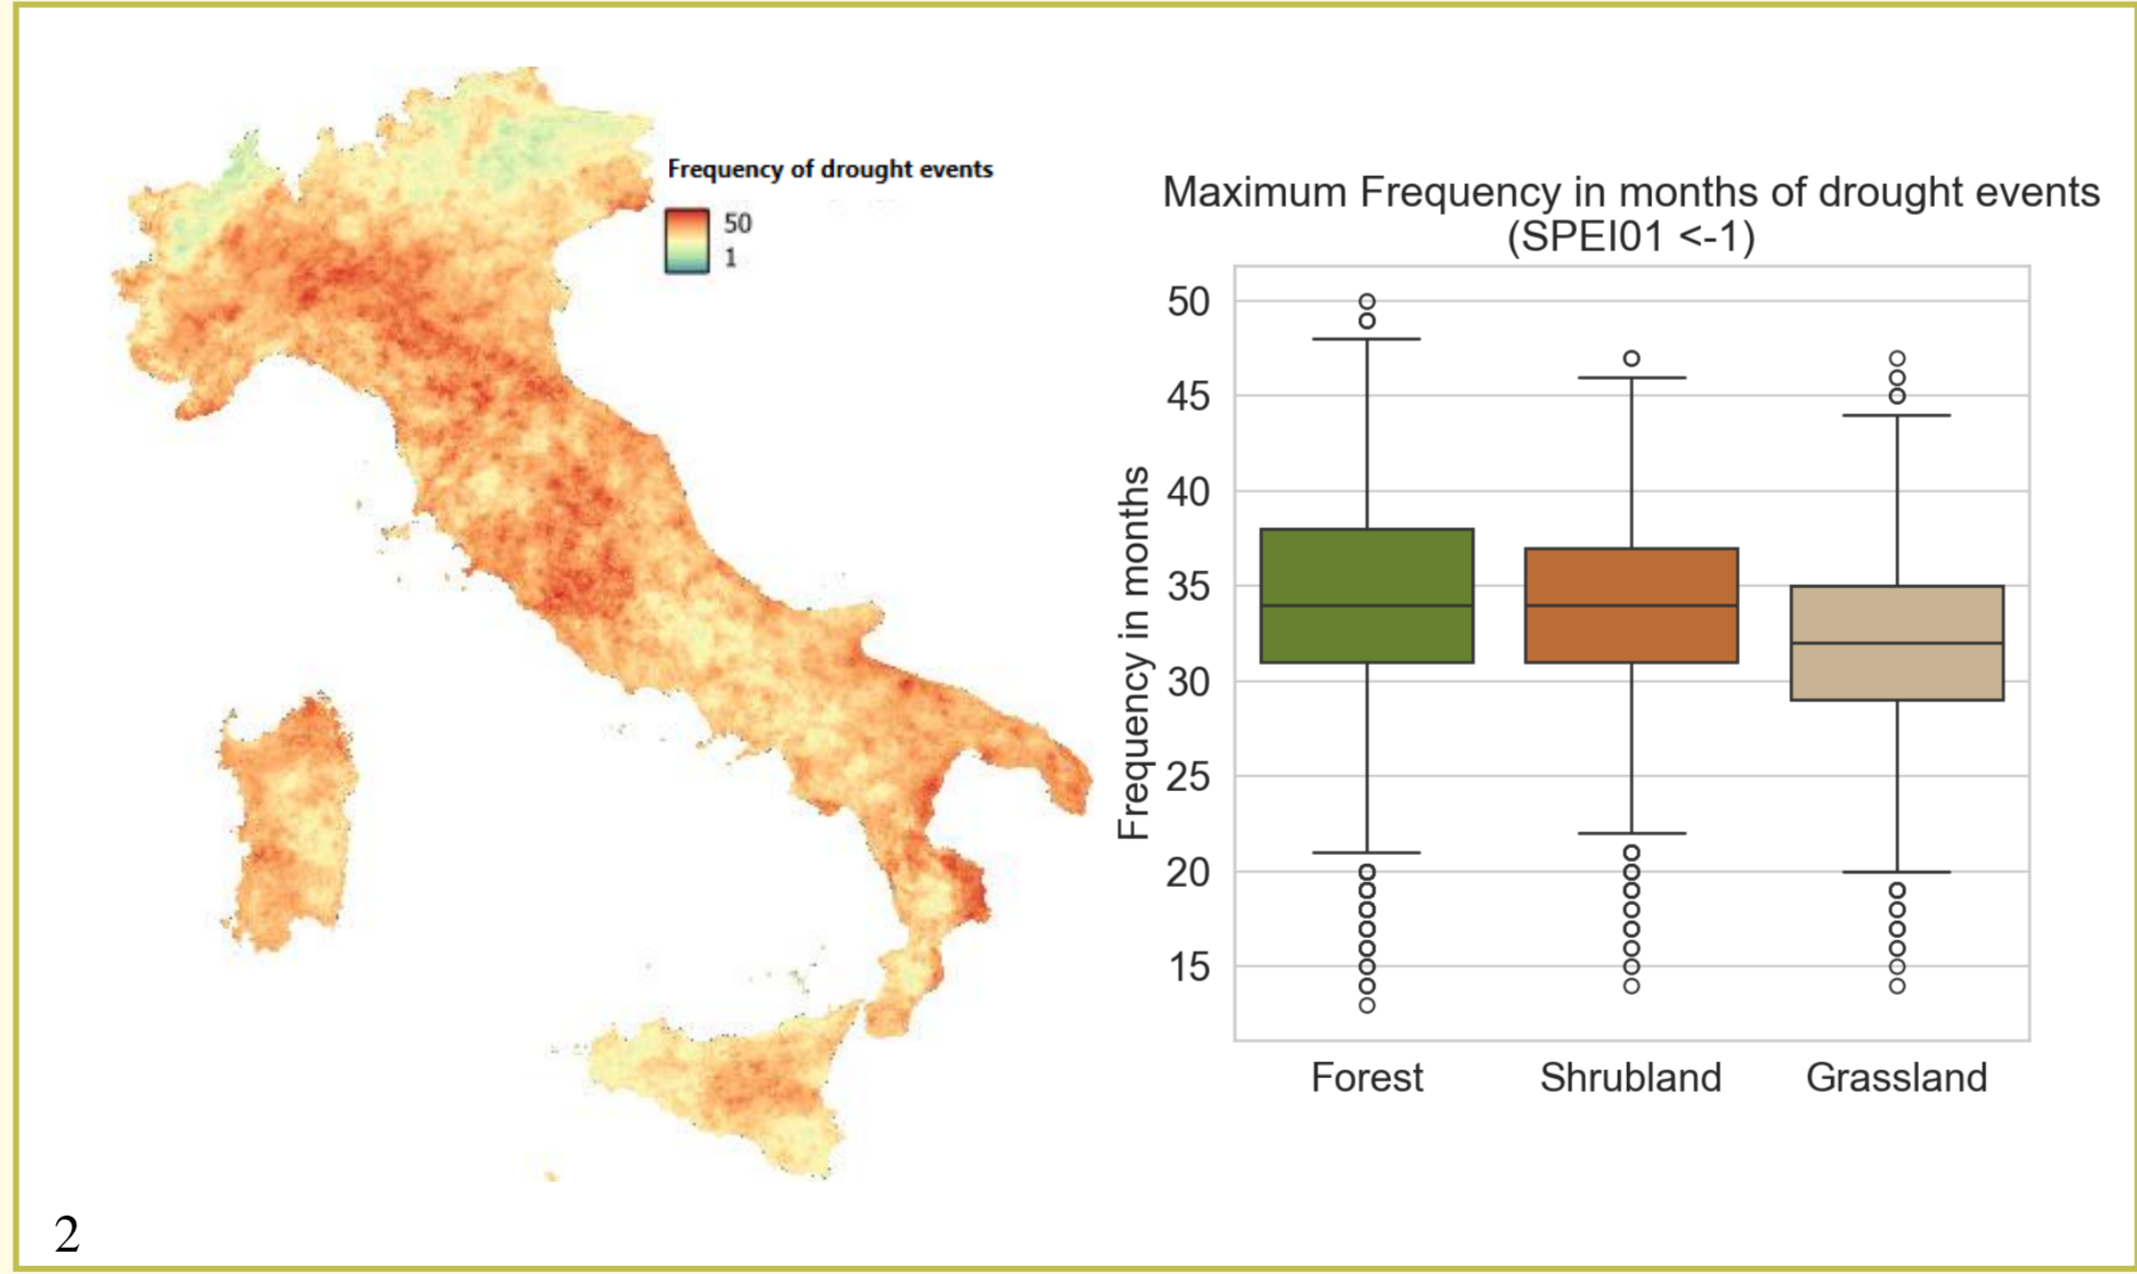 Frequency of drought events
50
1
Maximum Frequency in months of drought events
(SPEI01 <-1)
Frequency in months
50
45
40
35
30
25
20
15
Forest Shrubland Grassland
2